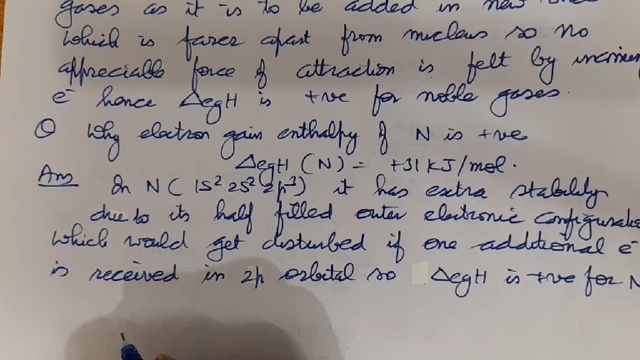 gases as it is to be added in new
which is farer apart from nucleus so no
appreciable force of attraction is felt by
e⁻ hence ΔegH is +ve for noble gases.
Q Why electron gain enthalpy of N is +ve
ΔegH (N) = +31 KJ/mol.
Ans In N ( 1S² 2S² 2p³ ) it has extra stability
due to its half filled outer electronic
which would get disturbed if one additional e⁻
is received in 2p orbital so ΔegH is +ve for N